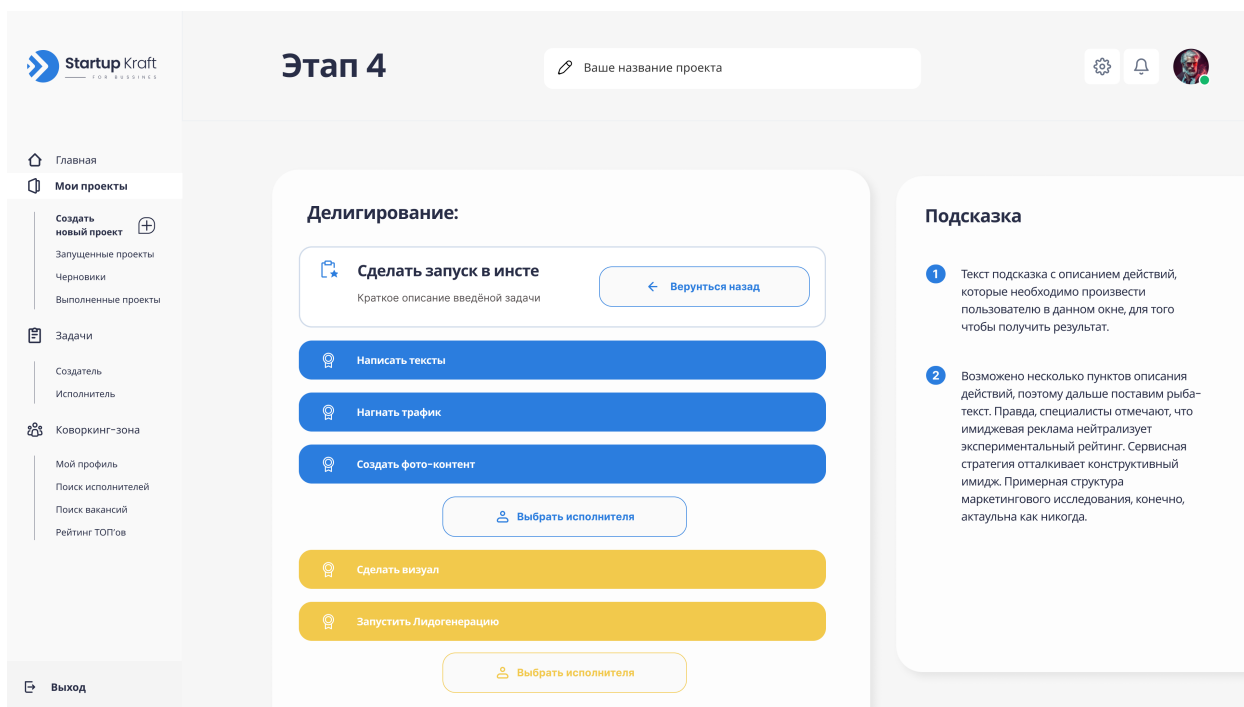 Startup Kraft
FOR BUSSINES
Этап 4
Ваше название проекта
Главная
Мои проекты
Создать
новый проект
Запущенные проекты
Черновики
Выполненные проекты
Задачи
Создатель
Исполнитель
Коворкинг-зона
Мой профиль
Поиск исполнителей
Поиск вакансий
Рейтинг ТОП'ов
Выход
Делигирование:
Сделать запуск в инсте
Краткое описание введёной задачи
Верунться назад
Написать тексты
Нагнать трафик
Создать фото-контент
Выбрать исполнителя
Сделать визуал
Запустить Лидогенерацию
Выбрать исполнителя
Подсказка
1 Текст подсказка с описанием действий,
которые необходимо произвести
пользователю в данном окне, для того
чтобы получить результат.
2 Возможено несколько пунктов описания
действий, поэтому дальше поставим рыба-
текст. Правда, специалисты отмечают, что
имиджевая реклама нейтрализует
экспериментальный рейтинг. Сервисная
стратегия отталкивает конструктивный
имидж. Примерная структура
маркетингового исследования, конечно,
актаульна как никогда.